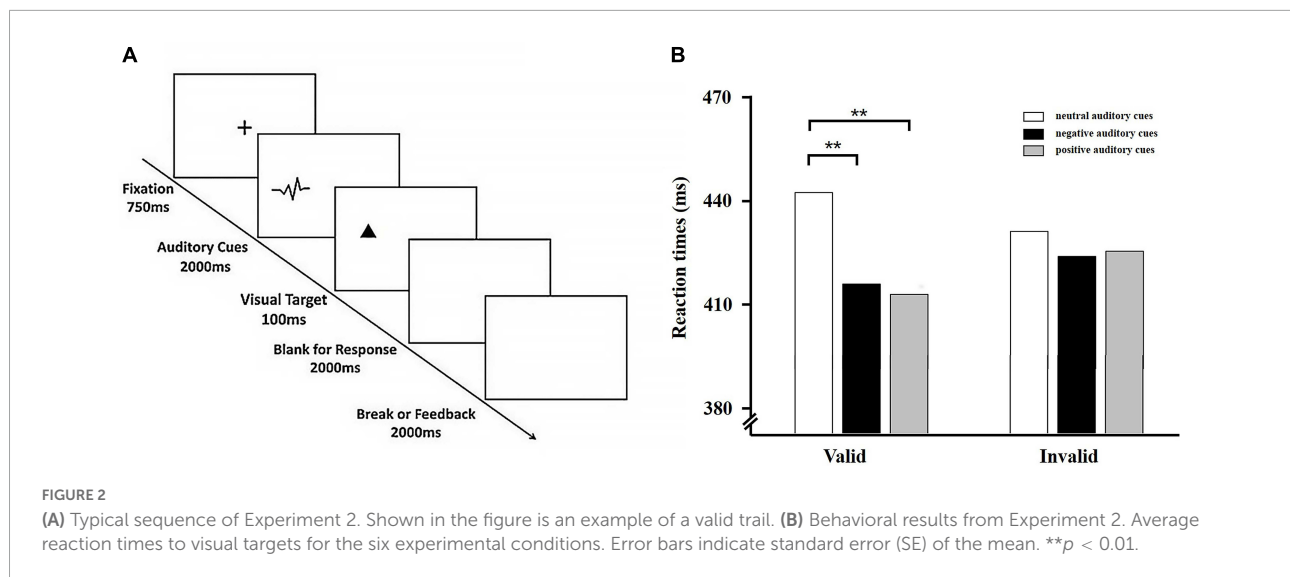 A
Fixation
750ms
Auditory Cues
2000ms
Visual Target
100ms
Blank for Response
2000ms
Break or Feedback
2000ms
B
Reaction times (ms)
470
440
410
380
**
**
neutral auditory cues
negative auditory cues
positive auditory cues
Valid
Invalid
FIGURE 2
(A) Typical sequence of Experiment 2. Shown in the figure is an example of a valid trail. (B) Behavioral results from Experiment 2. Average
reaction times to visual targets for the six experimental conditions. Error bars indicate standard error (SE) of the mean. **p < 0.01.